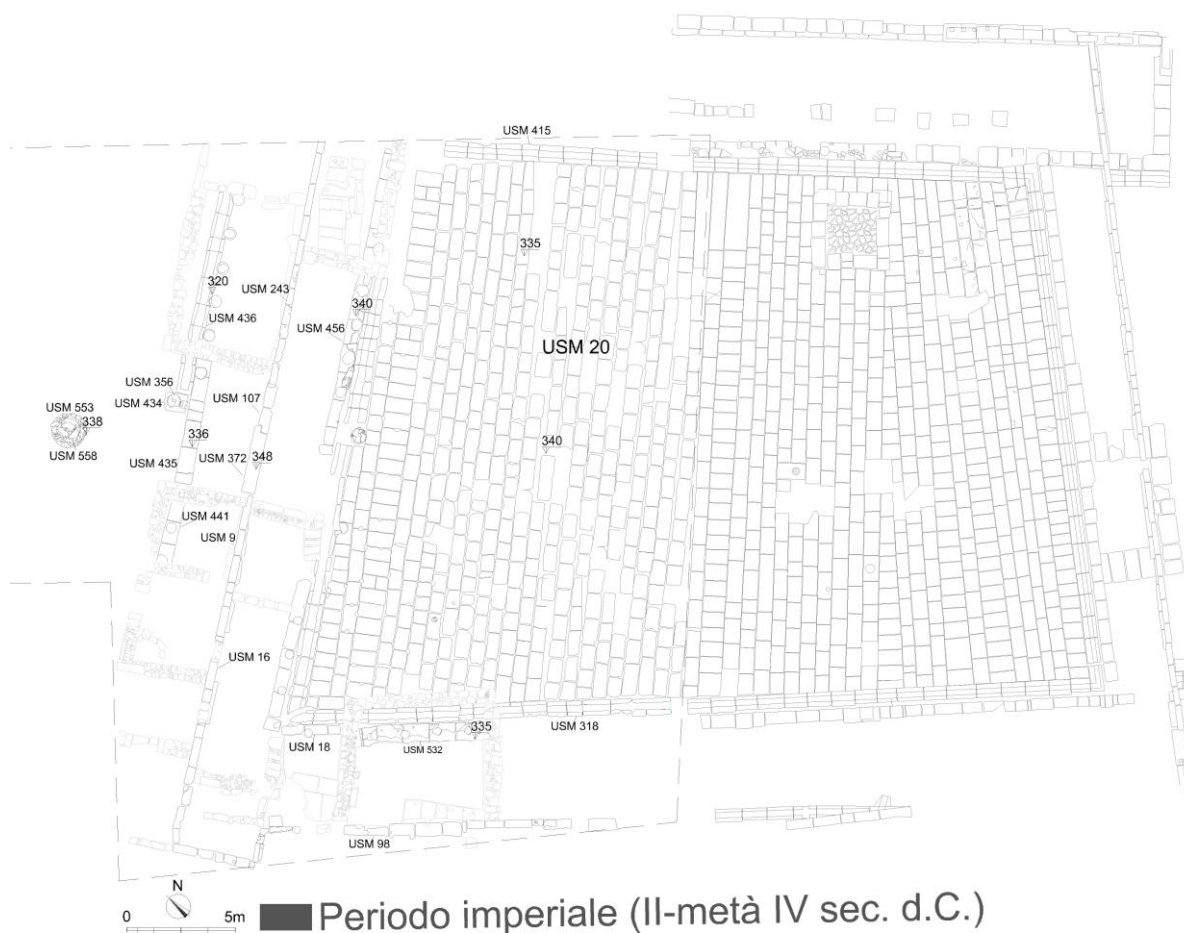 USM 415
335
320
USM 243
340
USM 436
USM 456
USM 20
USM 356
USM 434
USM 107
USM 553
338
336
340
USM 558
USM 435
USM 372
348
USM 441
USM 9
USM 16
335
USM 318
USM 18
USM 532
USM 98
N
0 5m
Periodo imperiale (II-metà IV sec. d.C.)